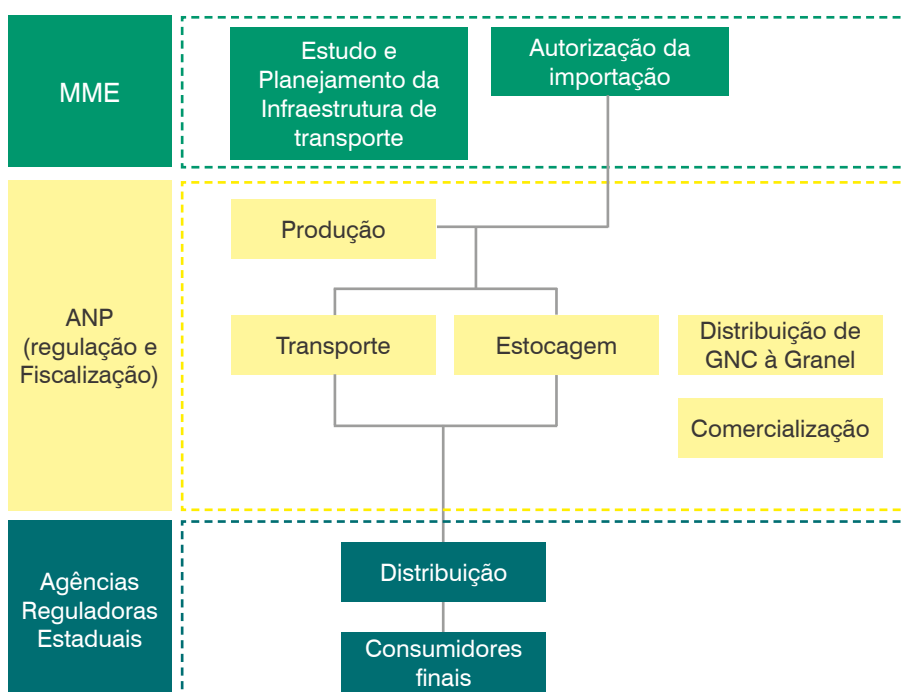 MME
Estudo e
Planejamento da
Infraestrutura de
transporte
Autorização da
importação
ANP
(regulação e
Fiscalização)
Produção
Transporte
Estocagem
Distribuição de
GNC à Granel
Comercialização
Agências
Reguladoras
Estaduais
Distribuição
Consumidores
finais